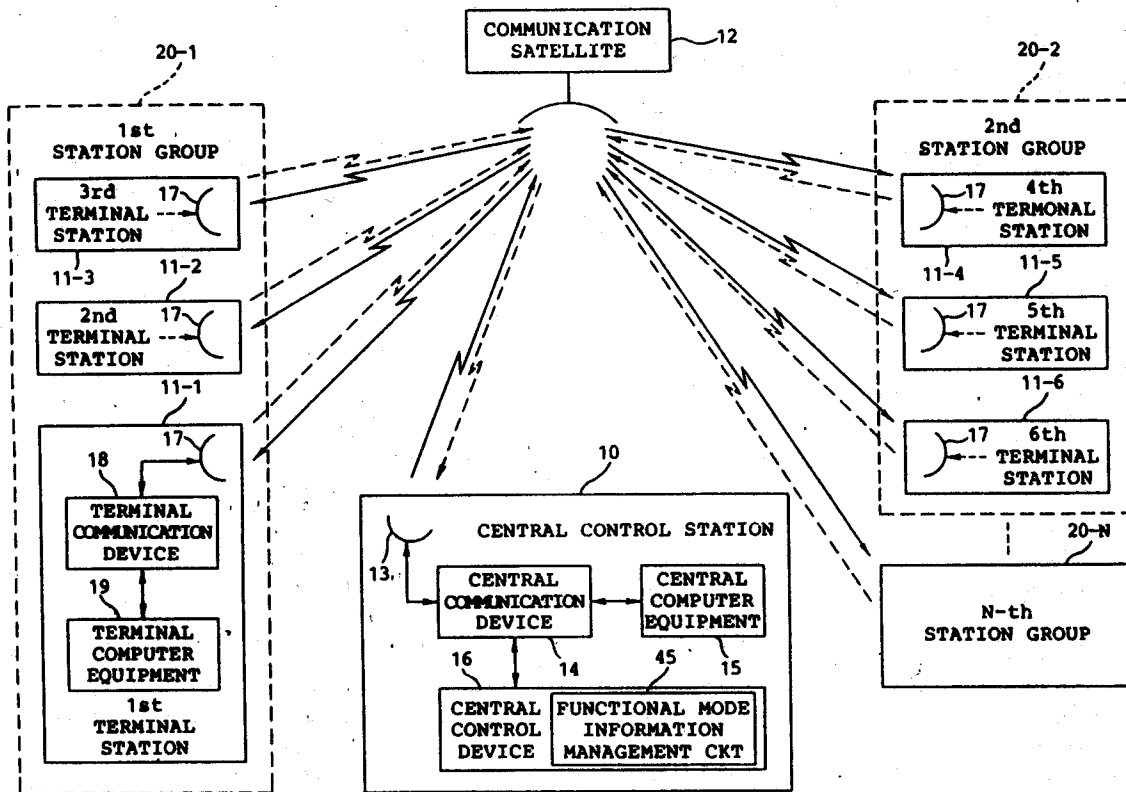 COMMUNICATION
SATELLITE
12
20-1
1st
STATION GROUP
3rd
TERMINAL
STATION
17
11-3
11-2
2nd
TERMINAL
STATION
17
11-1
17
18
TERMINAL
COMMUNICATION
DEVICE
19
TERMINAL
COMPUTER
EQUIPMENT
1st
TERMINAL
STATION
10
CENTRAL CONTROL STATION
13
CENTRAL
COMMUNICATION
DEVICE
14
CENTRAL
COMPUTER
EQUIPMENT
15
16
45
CENTRAL
CONTROL
DEVICE
FUNCTIONAL MODE
INFORMATION
MANAGEMENT CKT
20-2
2nd
STATION GROUP
17
4th
TERMONAL
STATION
11-4
11-5
17
5th
TERMINAL
STATION
11-6
17
6th
TERMINAL
STATION
20-N
N-th
STATION GROUP